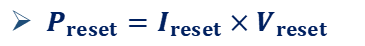 ➢ P_reset = I_reset × V_reset